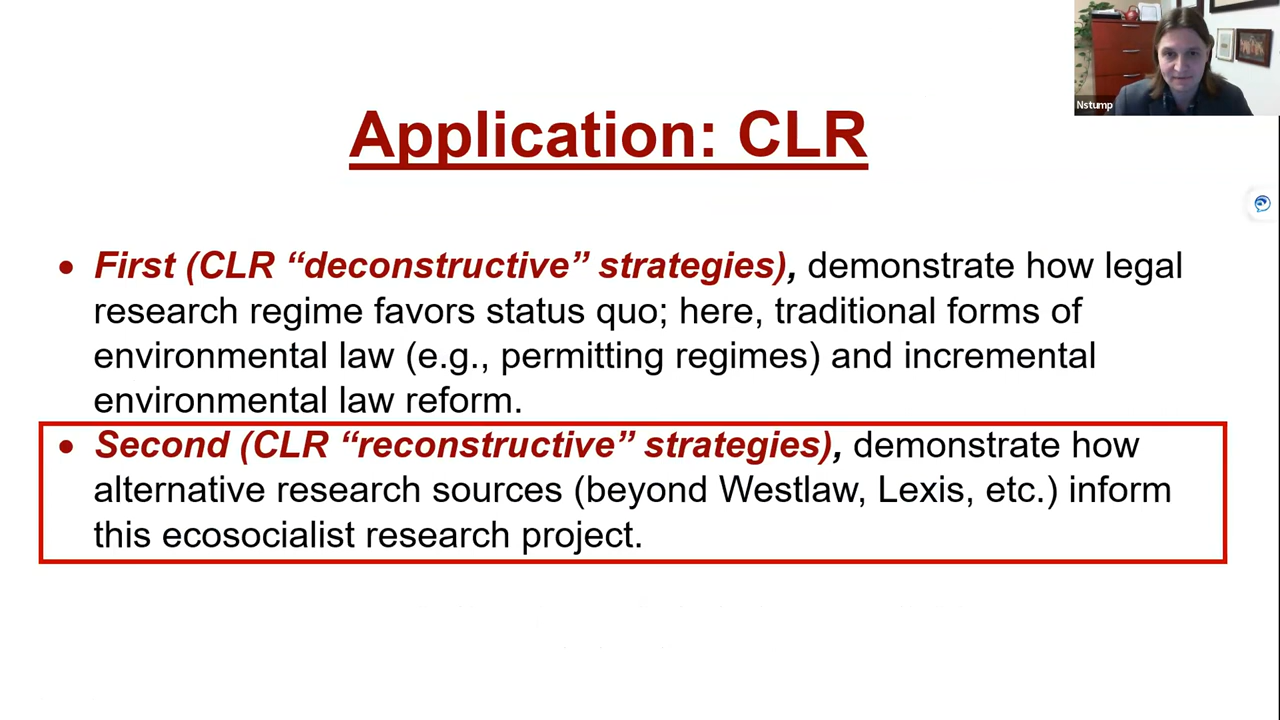 Nstump
Application: CLR
• First (CLR “deconstructive” strategies), demonstrate how legal
research regime favors status quo; here, traditional forms of
environmental law (e.g., permitting regimes) and incremental
environmental law reform.
• Second (CLR “reconstructive” strategies), demonstrate how
alternative research sources (beyond Westlaw, Lexis, etc.) inform
this ecosocialist research project.